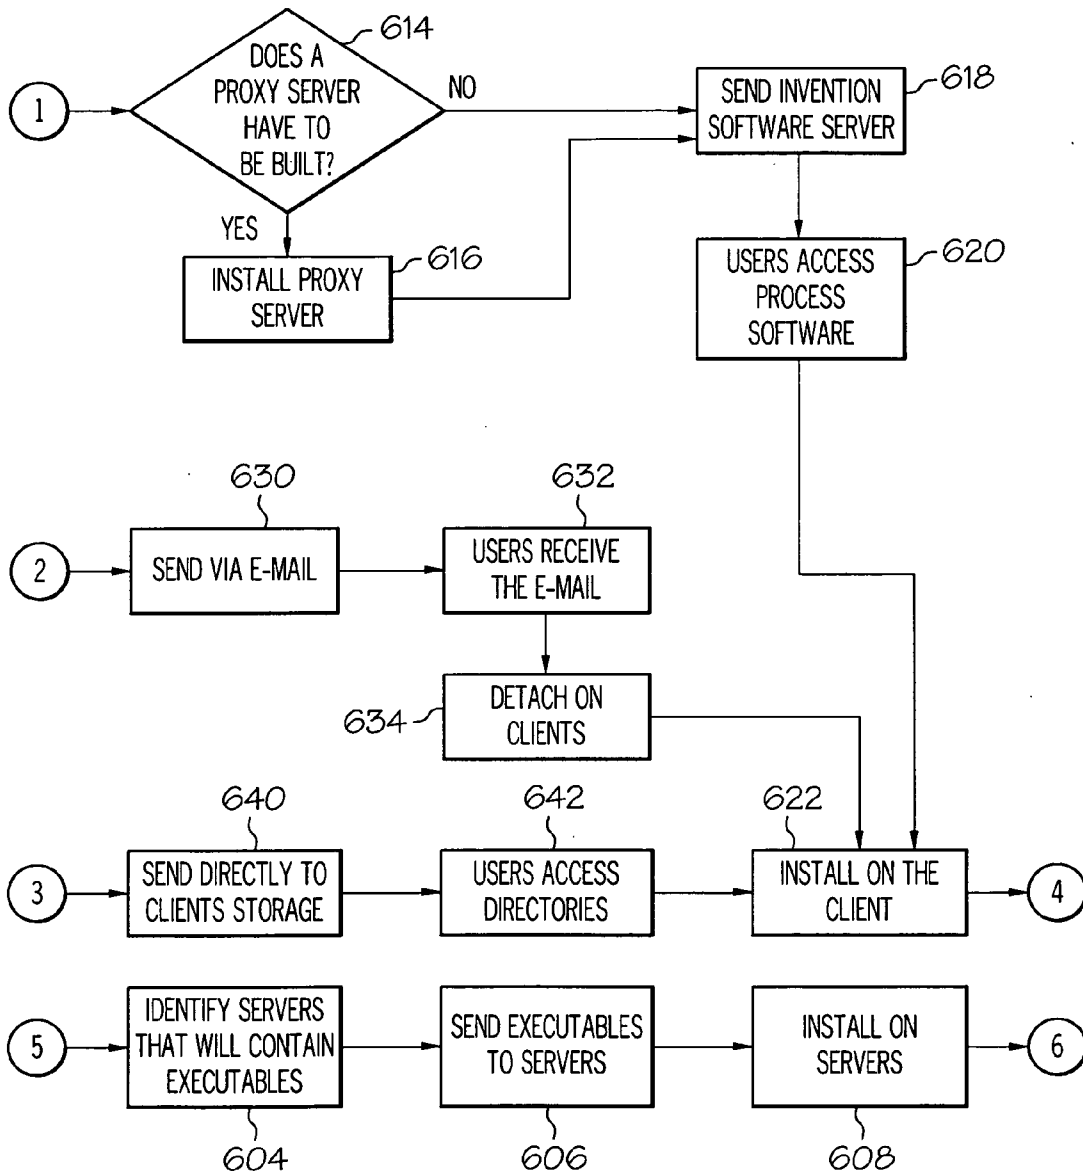 614
DOES A
PROXY SERVER
HAVE TO
BE BUILT?
1
NO
YES
616
INSTALL PROXY
SERVER
618
SEND INVENTION
SOFTWARE SERVER
620
USERS ACCESS
PROCESS
SOFTWARE
630
2
SEND VIA E-MAIL
632
USERS RECEIVE
THE E-MAIL
634
DETACH ON
CLIENTS
640
3
SEND DIRECTLY TO
CLIENTS STORAGE
642
USERS ACCESS
DIRECTORIES
622
INSTALL ON THE
CLIENT
4
5
IDENTIFY SERVERS
THAT WILL CONTAIN
EXECUTABLES
604
SEND EXECUTABLES
TO SERVERS
606
INSTALL ON
SERVERS
608
6